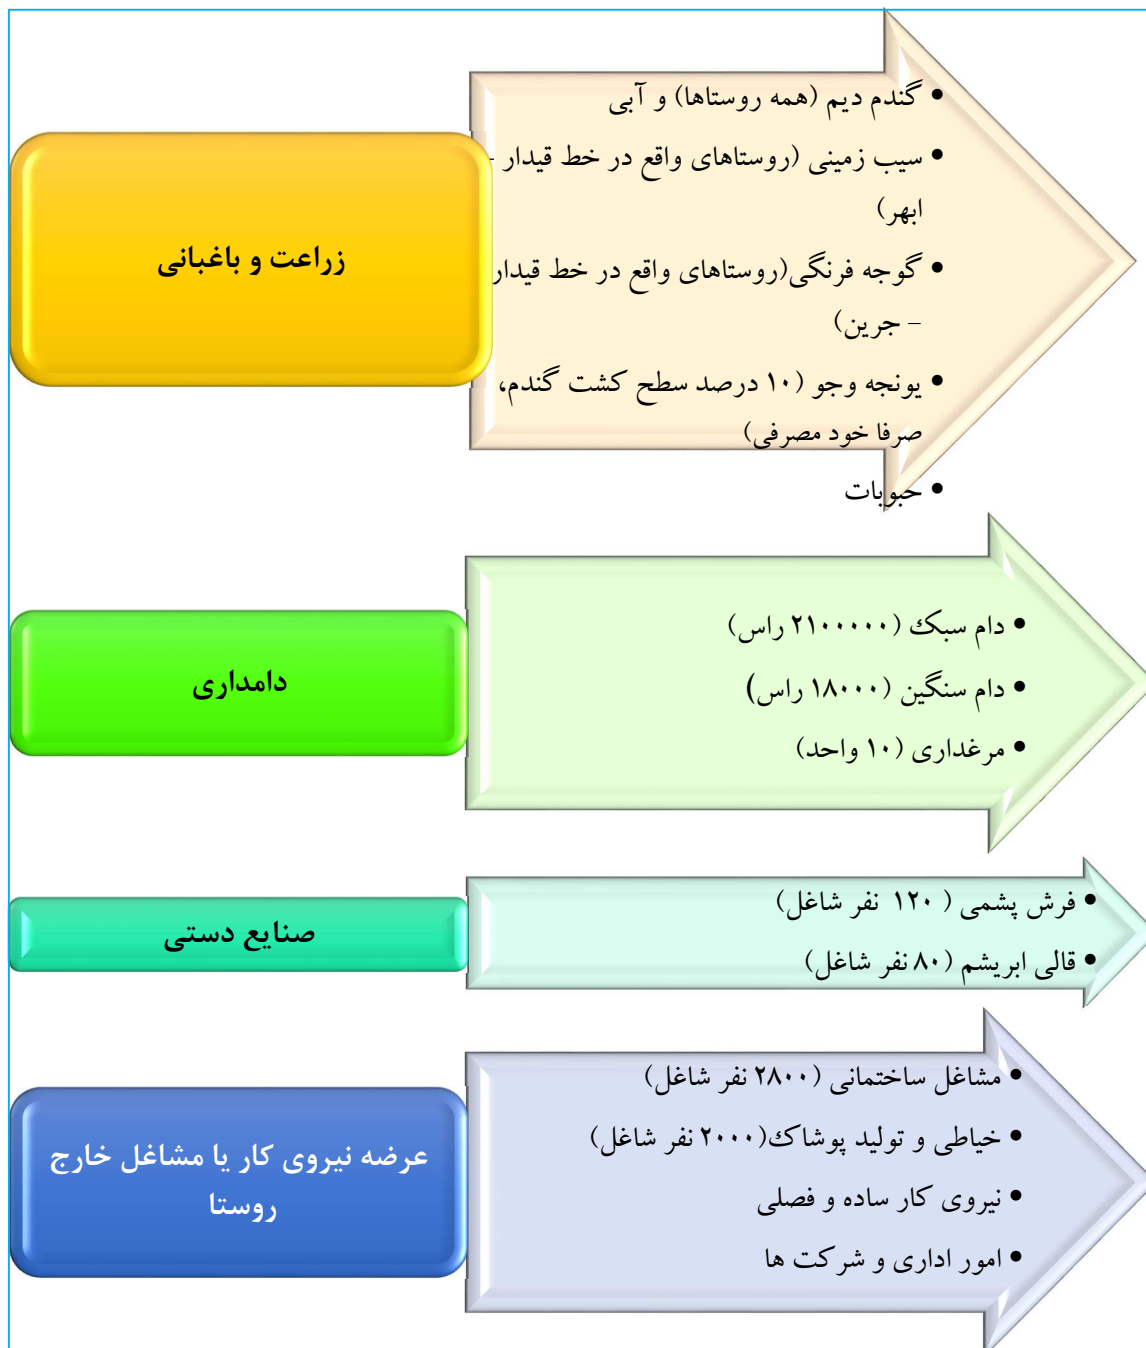 زراعت و باغبانی
• گندم دیم (همه روستاها) و آبی
• سیب زمینی (روستاهای واقع در خط قیدار -
ابهر)
• گوجه فرنگی(روستاهای واقع در خط قیدار
– جرین)
• یونجه وجو (۱۰ درصد سطح کشت گندم،
صرفا خود مصرفی)
• حبوبات
دامداری
• دام سبک (۲۱۰۰۰۰۰ راس)
• دام سنگین (۱۸۰۰۰ راس)
• مرغداری (۱۰ واحد)
صنایع دستی
• فرش پشمی ( ۱۲۰ نفر شاغل)
• قالی ابریشم (۸۰ نفر شاغل)
عرضه نیروی کار یا مشاغل خارج
روستا
• مشاغل ساختمانی (۲۸۰۰ نفر شاغل)
• خیاطی و تولید پوشاک(۲۰۰۰ نفر شاغل)
• نیروی کار ساده و فصلی
• امور اداری و شرکت ها